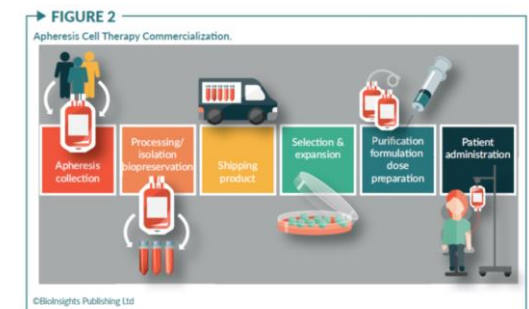 FIGURE 2
Apheresis Cell Therapy Commercialization.
Apheresis
collection
Processing/
isolation
biopreservation
Shipping
product
Selection &
expansion
Purification
formulation
dose
preparation
Patient
administration
©BioInsights Publishing Ltd